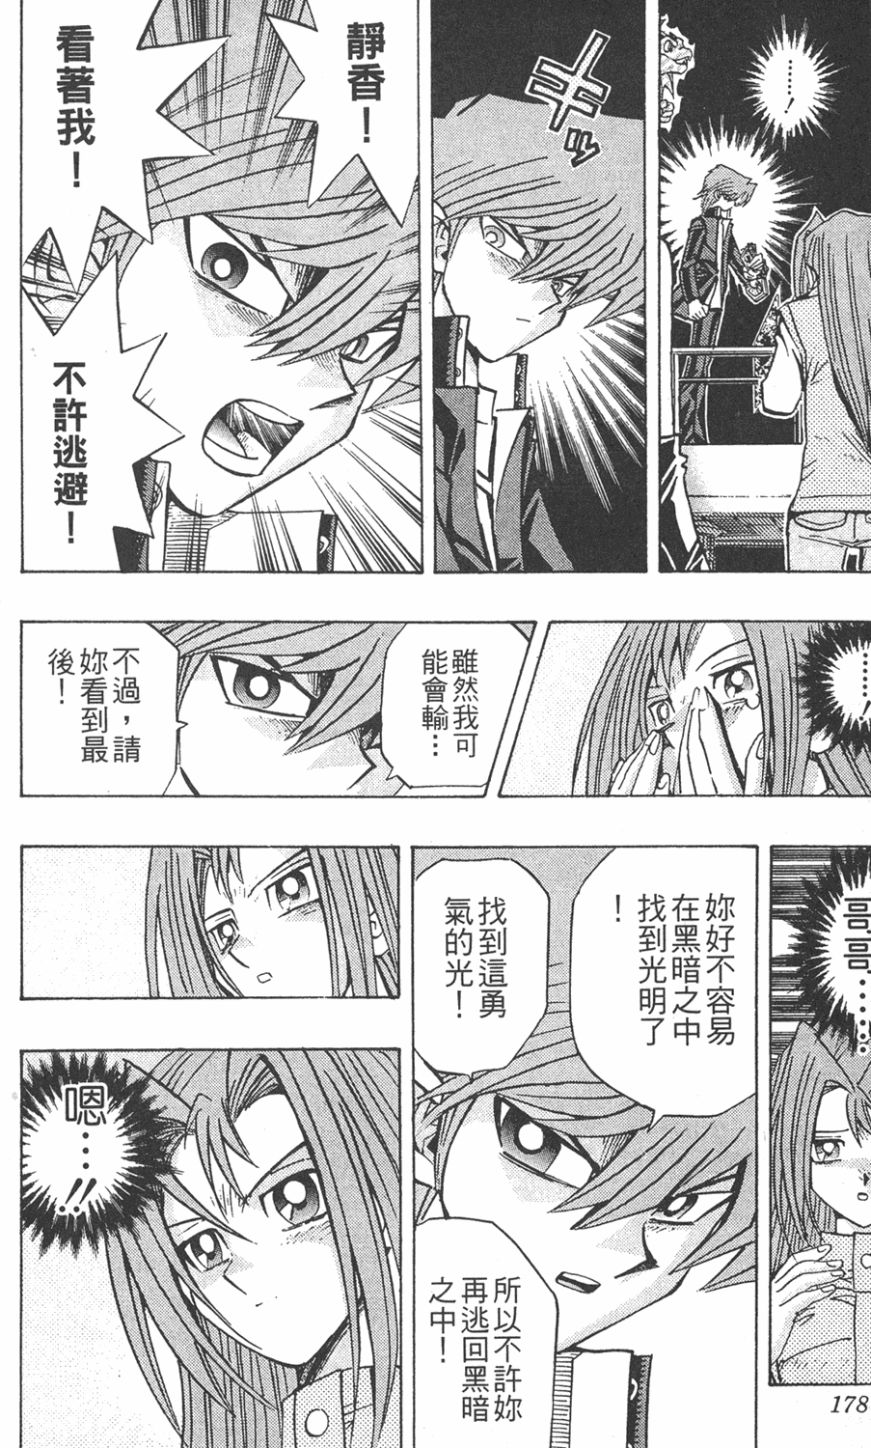 ……！
キッ
靜香！
看著我！
不許逃避！
……！
雖然我可
能會輸…
不過，請
妳看到最
後！
哥哥……
妳好不容易
在黑暗之中
找到光明了
！
找到這勇
氣的光！
所以不許妳
再逃回黑暗
之中！
嗯…!!
178